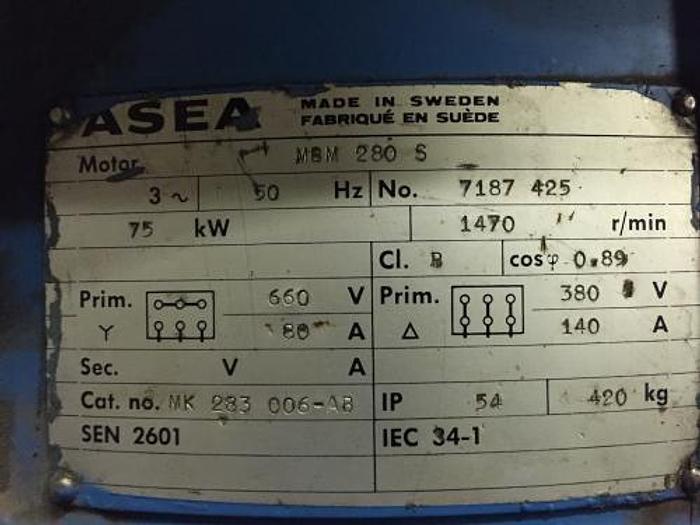 ASEA MADE IN SWEDEN
FABRIQUÉ EN SUÈDE
Motor MBM 280 S
3 ~ 50 Hz No. 7187 425
75 kW 1470 r/min
Cl. B cosφ 0.89
Prim. 660 V Prim. 380 V
Y 80 A Δ 140 A
Sec. V A
Cat. no. MK 283 006-AB IP 54 420 kg
SEN 2601 IEC 34-1